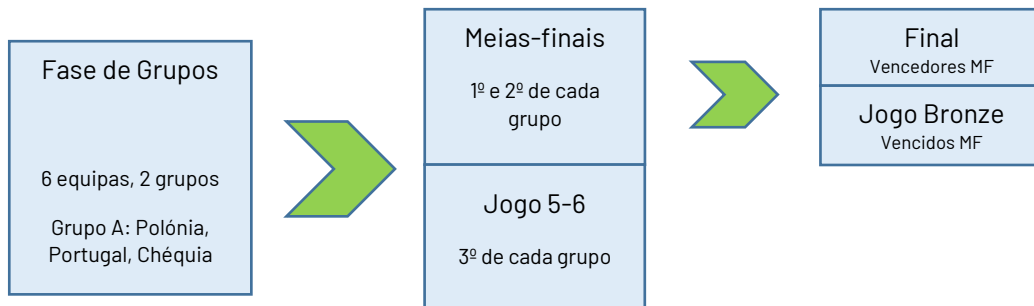 Fase de Grupos
6 equipas, 2 grupos
Grupo A: Polónia,
Portugal, Chéquia
Meias-finais
1º e 2º de cada
grupo
Jogo 5-6
3º de cada grupo
Final
Vencedores MF
Jogo Bronze
Vencidos MF